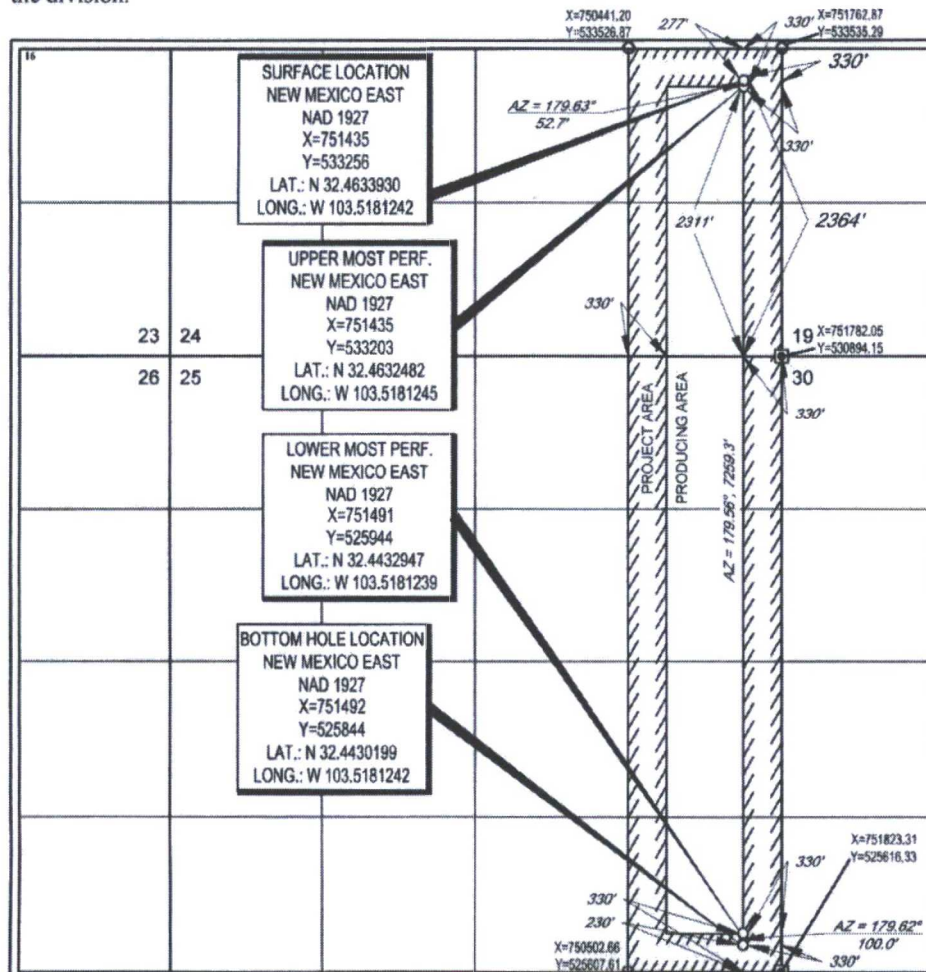 the division.
X=750441.20
Y=533526.87
277'
330'
X=751762.87
Y=533535.29
16
SURFACE LOCATION
NEW MEXICO EAST
NAD 1927
X=751435
Y=533256
LAT.: N 32.4633930
LONG.: W 103.5181242
AZ = 179.63°
52.7'
330'
330'
2311'
2364'
UPPER MOST PERF.
NEW MEXICO EAST
NAD 1927
X=751435
Y=533203
LAT.: N 32.4632482
LONG.: W 103.5181245
330'
23 24
26 25
19
X=751782.05
Y=530894.15
30
330'
PROJECT AREA
PRODUCING AREA
AZ = 179.56°, 7259.3'
LOWER MOST PERF.
NEW MEXICO EAST
NAD 1927
X=751491
Y=525944
LAT.: N 32.4432947
LONG.: W 103.5181239
BOTTOM HOLE LOCATION
NEW MEXICO EAST
NAD 1927
X=751492
Y=525844
LAT.: N 32.4430199
LONG.: W 103.5181242
X=751823.31
Y=525616.33
330'
330'
230'
AZ = 179.62°
100.0'
330'
X=750502.66
Y=525607.61